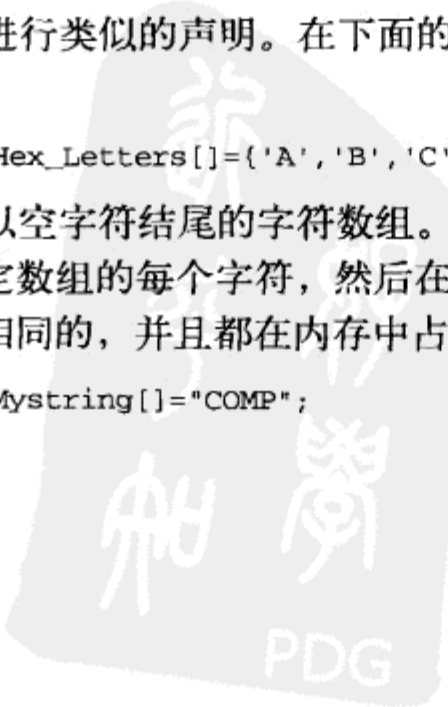 进行类似的声明。在下面的
Hex_Letters[]={'A','B','C'
以空字符结尾的字符数组。
定数组的每个字符，然后在
相同的，并且都在内存中占
Mystring[]="COMP";
PDG